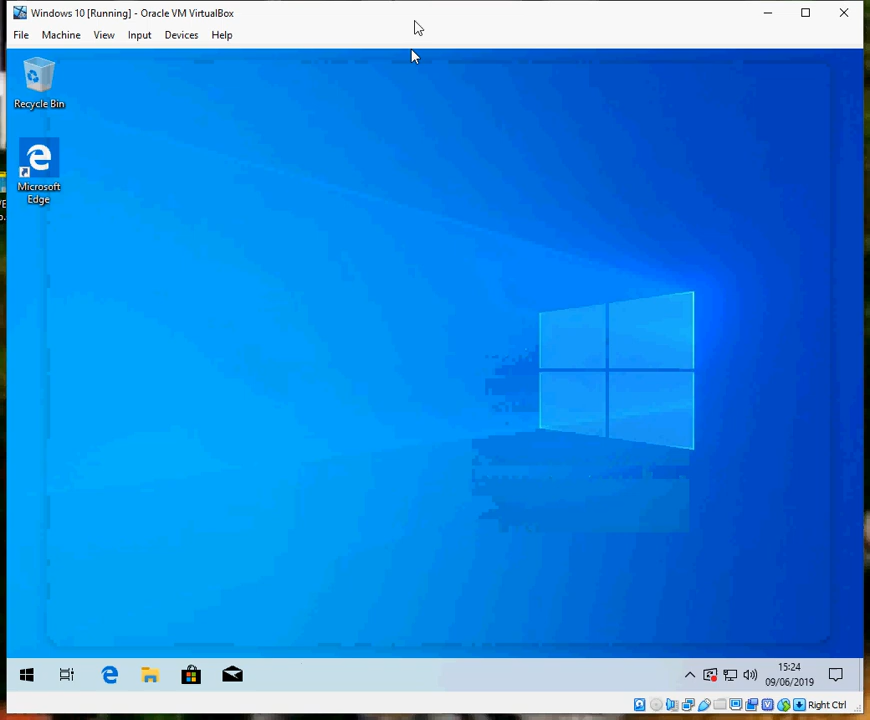 Windows 10 [Running] - Oracle VM VirtualBox
File Machine View Input Devices Help
Recycle Bin
Microsoft
Edge
15:24
09/06/2019
Right Ctrl